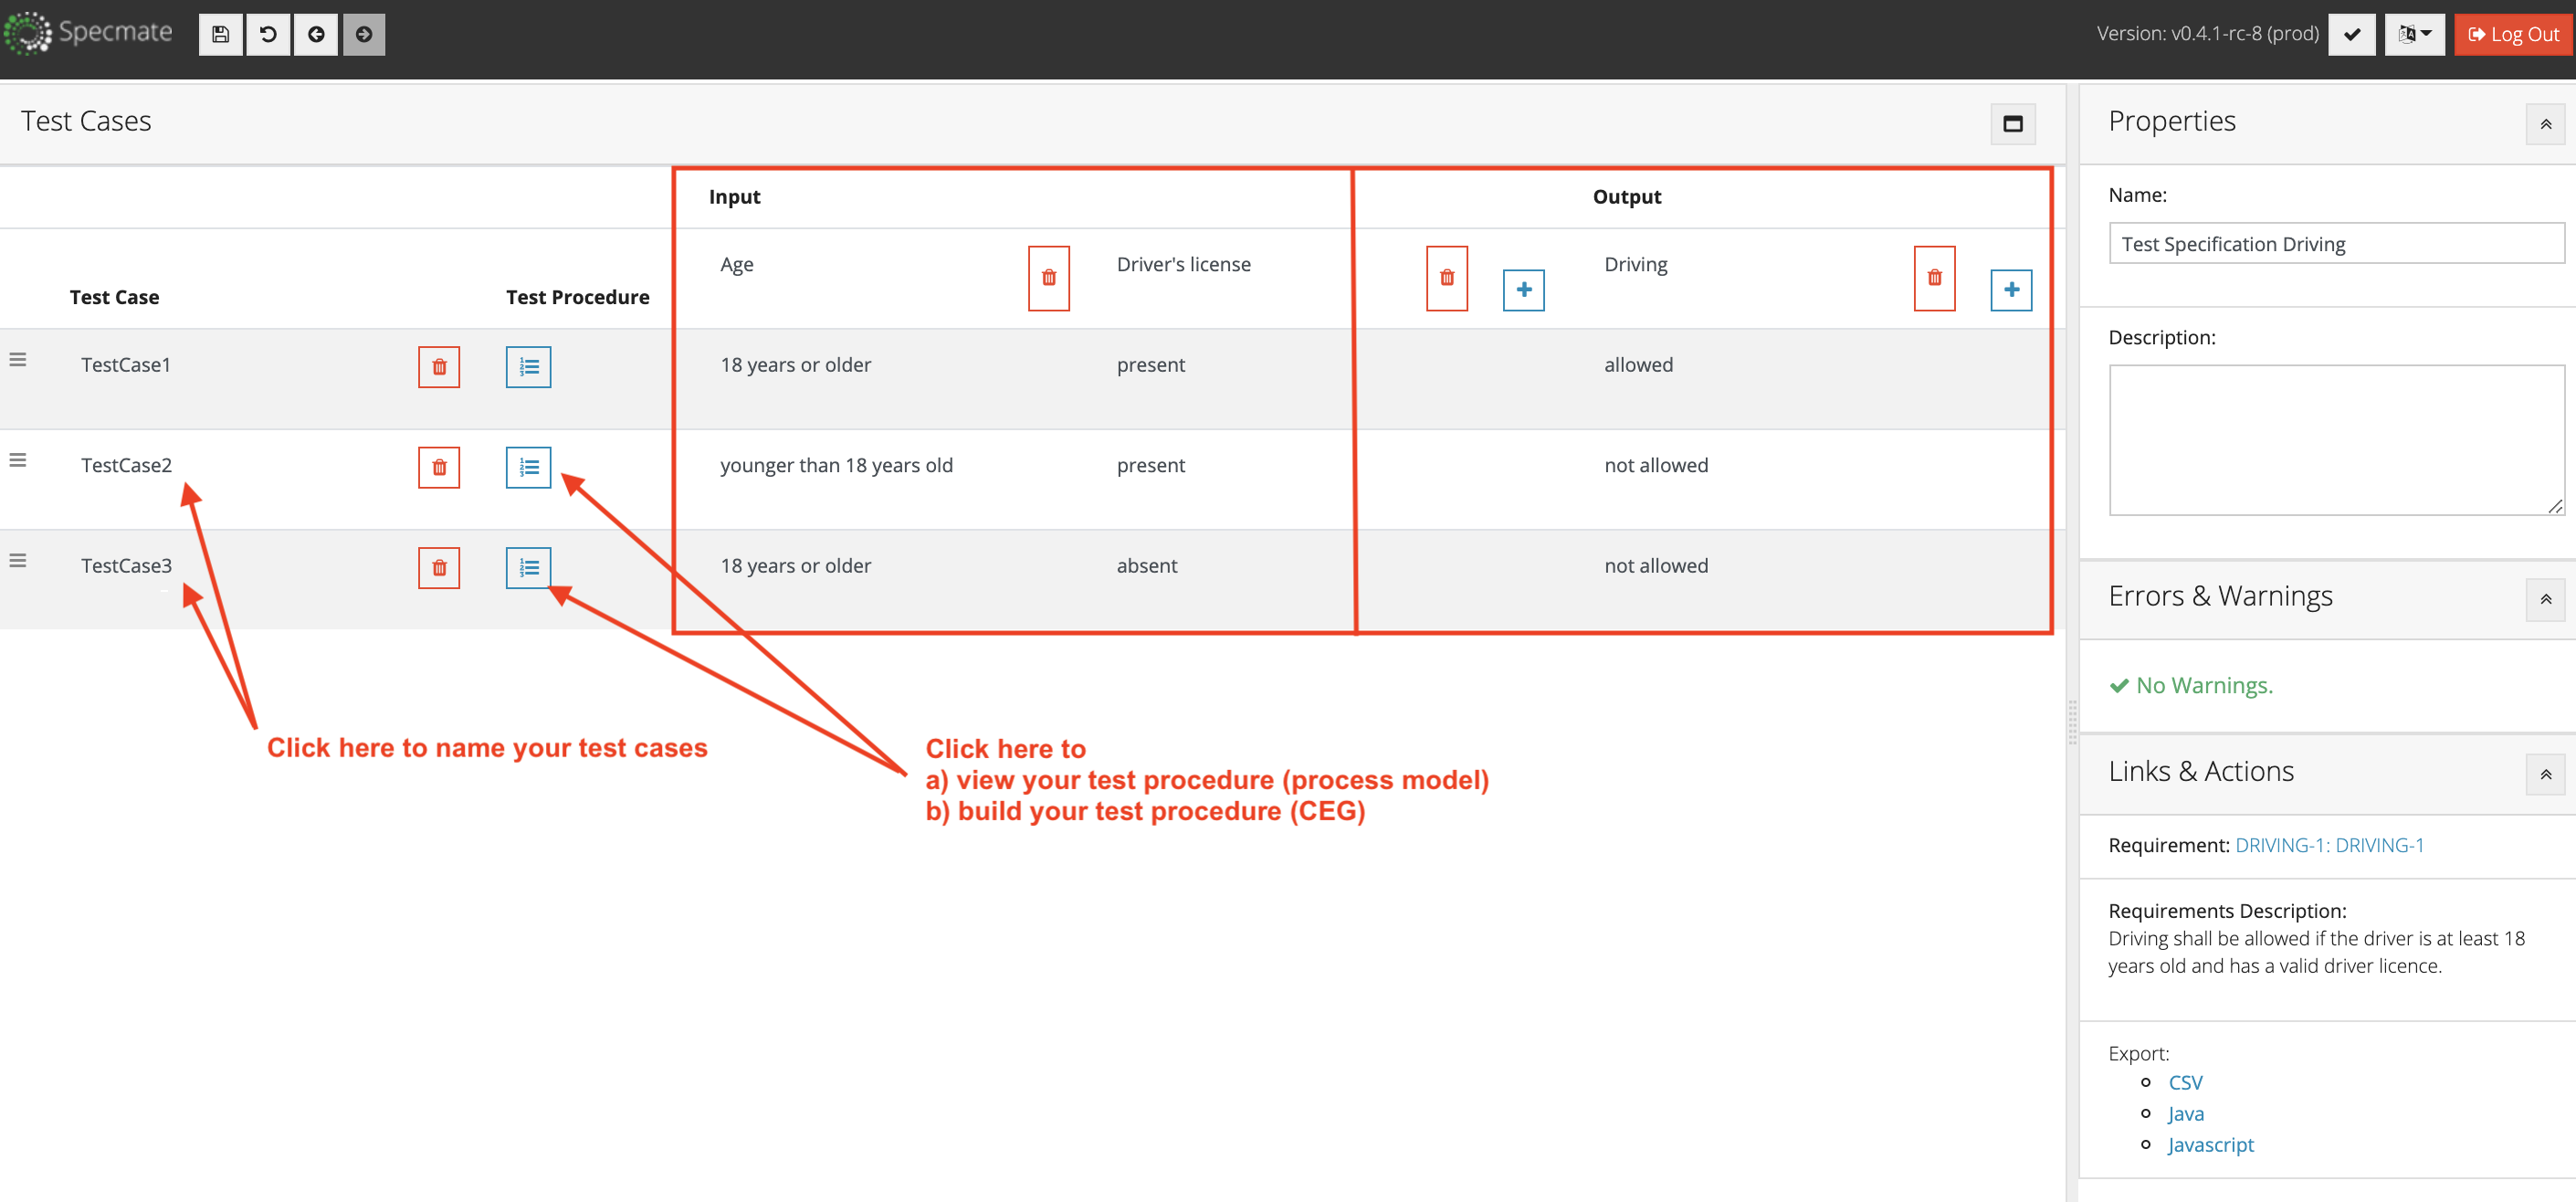 Specmate
Version: v0.4.1-rc-8 (prod)
Log Out
Test Cases
Input
Output
Test Case
Test Procedure
Age
Driver's license
Driving
TestCase1
18 years or older
present
allowed
TestCase2
younger than 18 years old
present
not allowed
TestCase3
18 years or older
absent
not allowed
Click here to name your test cases
Click here to
a) view your test procedure (process model)
b) build your test procedure (CEG)
Properties
Name:
Test Specification Driving
Description:
Errors & Warnings
No Warnings.
Links & Actions
Requirement: DRIVING-1: DRIVING-1
Requirements Description:
Driving shall be allowed if the driver is at least 18
years old and has a valid driver licence.
Export:
CSV
Java
Javascript